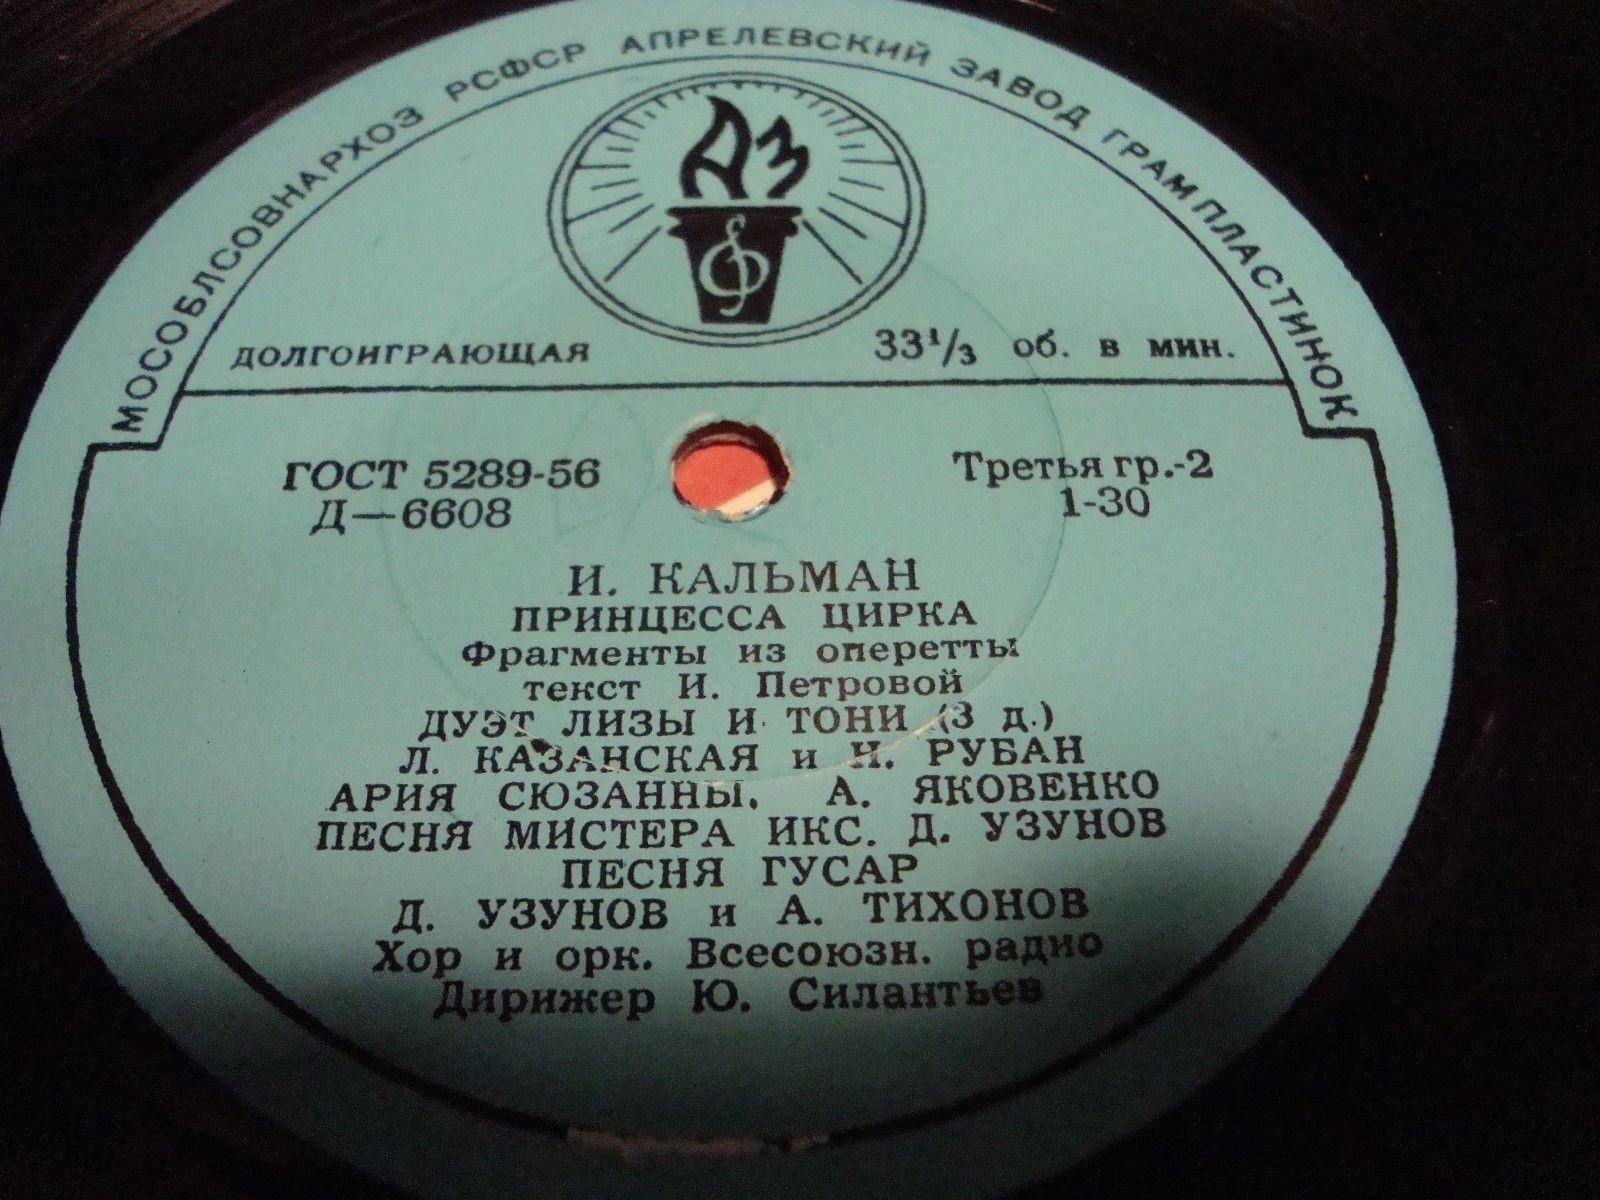 МОСОБЛСОВНАРХОЗ РСФСР АПРЕЛЕВСКИЙ ЗАВОД ГРАМПЛАСТИНОК
АЗ
ДОЛГОИГРАЮЩАЯ
33⅓ об. в мин.
ГОСТ 5289-56
Д—6608
Третья гр.-2
1-30
И. КАЛЬМАН
ПРИНЦЕССА ЦИРКА
Фрагменты из оперетты
текст И. Петровой
ДУЭТ ЛИЗЫ И ТОНИ (3 д.)
Л. КАЗАНСКАЯ и Н. РУБАН
АРИЯ СЮЗАННЫ. А. ЯКОВЕНКО
ПЕСНЯ МИСТЕРА ИКС. Д. УЗУНОВ
ПЕСНЯ ГУСАР
Д. УЗУНОВ и А. ТИХОНОВ
Хор и орк. Всесоюзн. радио
Дирижер Ю. Силантьев